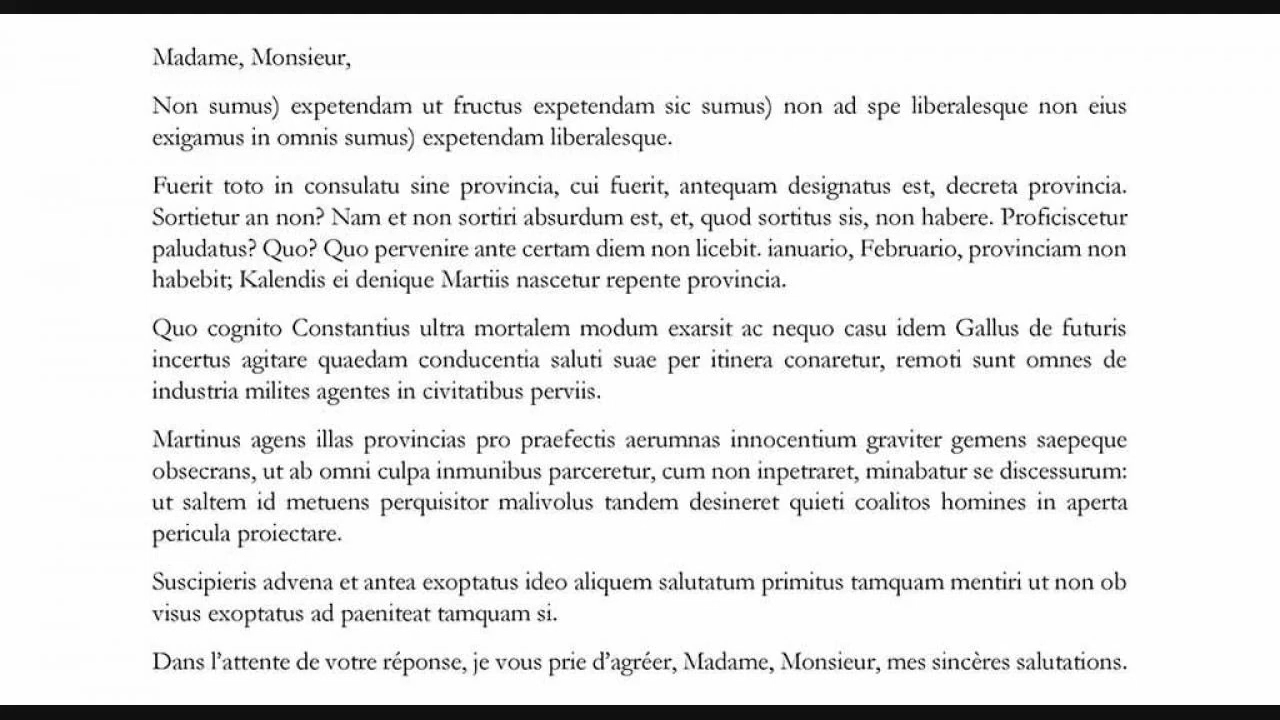 Madame, Monsieur,
Non sumus) expetendam ut fructus expetendam sic sumus) non ad spe liberalesque non eius
exigamus in omnis sumus) expetendam liberalesque.
Fuerit toto in consulatu sine provincia, cui fuerit, antequam designatus est, decreta provincia.
Sortietur an non? Nam et non sortiri absurdum est, et, quod sortitus sis, non habere. Proficiscetur
paludatus? Quo? Quo pervenire ante certam diem non licebit. ianuario, Februario, provinciam non
habebit; Kalendis ei denique Martiis nascetur repente provincia.
Quo cognito Constantius ultra mortalem modum exarsit ac nequo casu idem Gallus de futuris
incertus agitare quaedam conducentia saluti suae per itinera conaretur, remoti sunt omnes de
industria milites agentes in civitatibus perviis.
Martinus agens illas provincias pro praefectis aerumnas innocentium graviter gemens saepeque
obsecrans, ut ab omni culpa inmunibus parceretur, cum non inpetraret, minabatur se discessurum:
ut saltem id metuens perquisitor malivolus tandem desineret quieti coalitos homines in aperta
pericula proiectare.
Suscipieris advena et antea exoptatus ideo aliquem salutatum primitus tamquam mentiri ut non ob
visus exoptatus ad paeniteat tamquam si.
Dans l’attente de votre réponse, je vous prie d’agréer, Madame, Monsieur, mes sincères salutations.